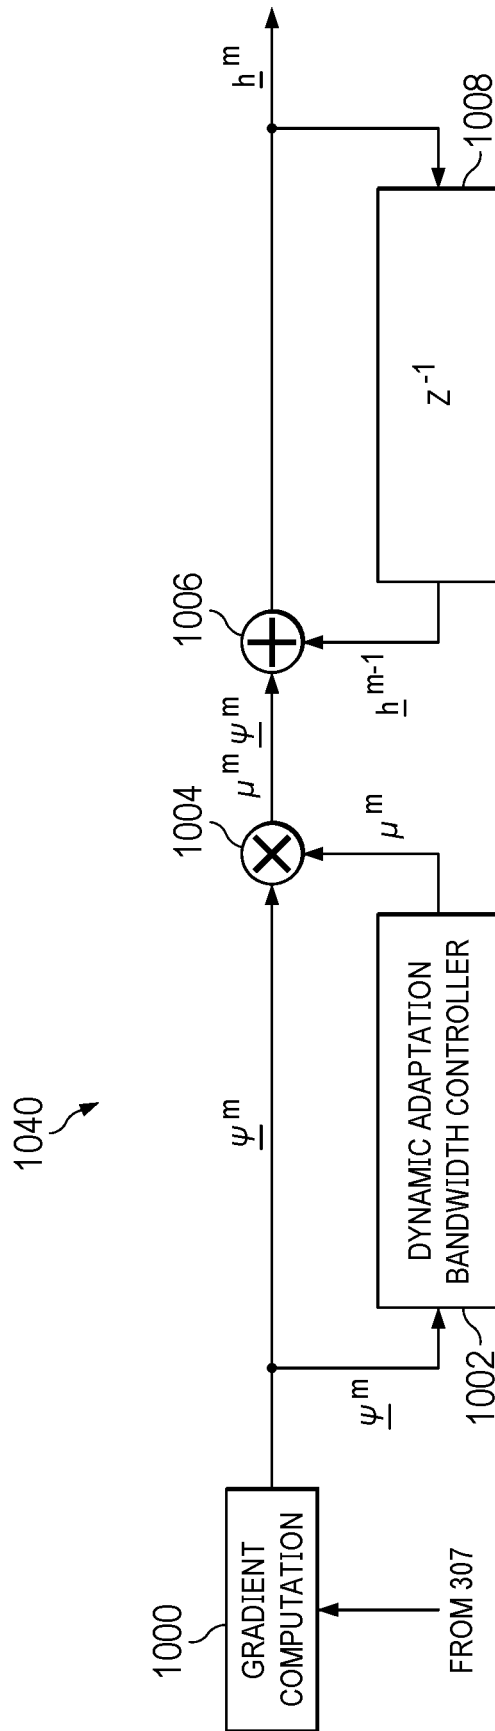 1040
1000
GRADIENT
COMPUTATION
FROM 307
ψ^m
ψ^m
1002
DYNAMIC ADAPTATION
BANDWIDTH CONTROLLER
μ^m
1004
μ^m ψ^m
1006
h^m-1
z^-1
1008
h^m